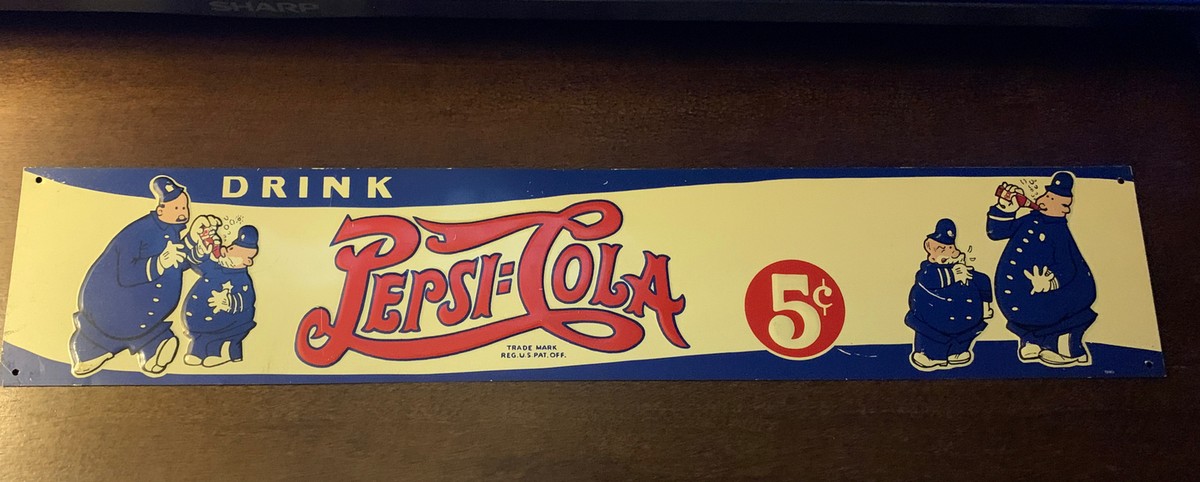 SHARP
DRINK
PEPSI=COLA
5¢
TRADE MARK
REG.U.S.PAT.OFF.